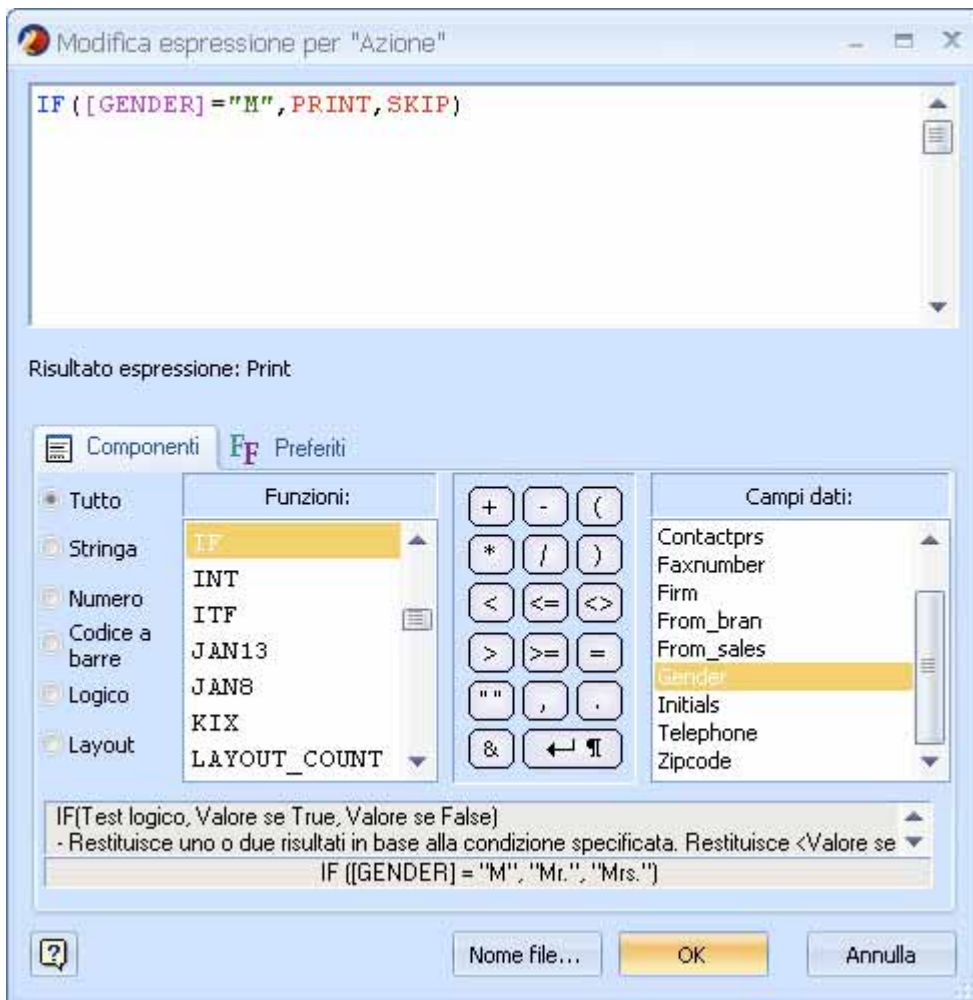 Modifica espressione per "Azione"
IF([GENDER]="M",PRINT,SKIP)
Risultato espressione: Print
Componenti
FF Preferiti
Tutto
Stringa
Numero
Codice a
barre
Logico
Layout
Funzioni:
IF
INT
ITF
JAN13
JAN8
KIX
LAYOUT_COUNT
+ - (
* / )
< <= <>
> >= =
" " , .
& ↵ ¶
Campi dati:
Contactprs
Faxnumber
Firm
From_bran
From_sales
Gender
Initials
Telephone
Zipcode
IF(Test logico, Valore se True, Valore se False)
- Restituisce uno o due risultati in base alla condizione specificata. Restituisce <Valore se
IF ([GENDER] = "M", "Mr.", "Mrs.")
?
Nome file...
OK
Annulla